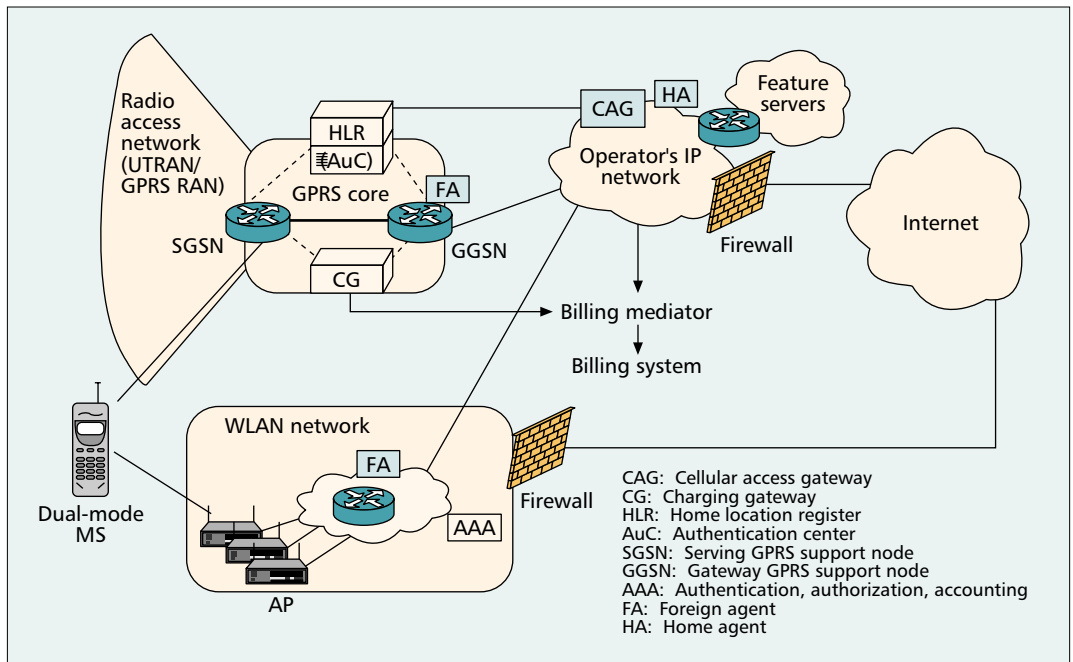 Radio
access
network
(UTRAN/
GPRS RAN)
HLR
(AuC)
GPRS core
FA
SGSN
GGSN
CG
CAG
HA
Feature
servers
Operator's IP
network
Firewall
Internet
Billing mediator
Billing system
Dual-mode
MS
WLAN network
FA
AAA
AP
Firewall
CAG: Cellular access gateway
CG: Charging gateway
HLR: Home location register
AuC: Authentication center
SGSN: Serving GPRS support node
GGSN: Gateway GPRS support node
AAA: Authentication, authorization, accounting
FA: Foreign agent
HA: Home agent